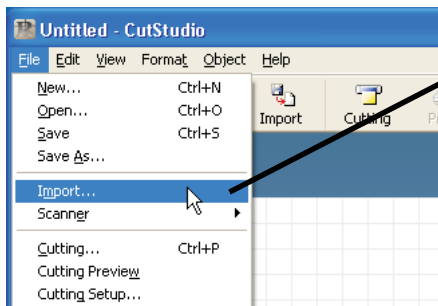 Untitled - CutStudio
File Edit View Format Object Help
New... Ctrl+N
Open... Ctrl+O
Save Ctrl+S
Save As...
Import...
Scanner
Cutting... Ctrl+P
Cutting Preview
Cutting Setup...
Import Cutting